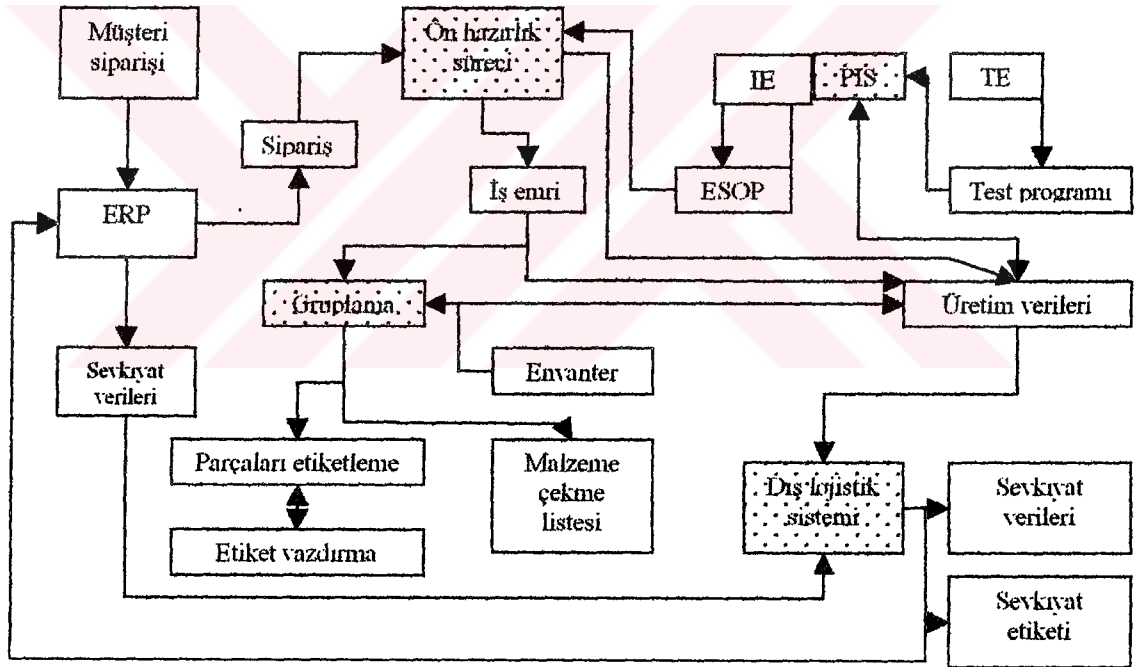 Müşteri
siparişi
Ön hazırlık
süreci
IE
PIS
TE
Sipariş
İş emri
ESOP
Test programı
ERP
Gruplama
Üretim verileri
Sevkıyat
verileri
Envanter
Parçaları etiketleme
Malzeme
çekme
listesi
Dış lojistik
sistemi
Sevkıyat
verileri
Etiket yazdırma
Sevkıyat
etiketi